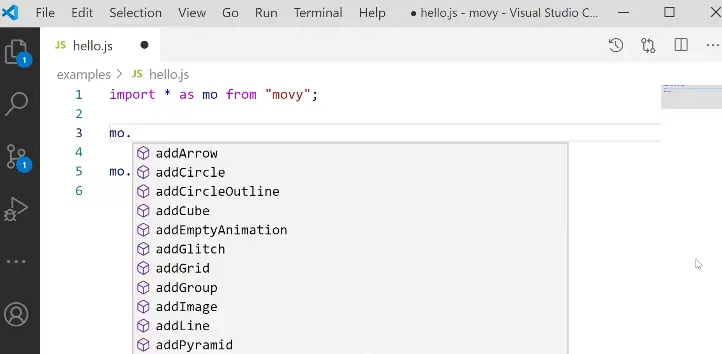 File Edit Selection View Go Run Terminal Help ● hello.js - movy - Visual Studio C...
JS hello.js ●
examples > JS hello.js
1 import * as mo from "movy";
2
3 mo.
addArrow
4 addCircle
5 mo. addCircleOutline
6 addCube
addEmptyAnimation
addGlitch
addGrid
addGroup
addImage
addLine
addPyramid
1
1